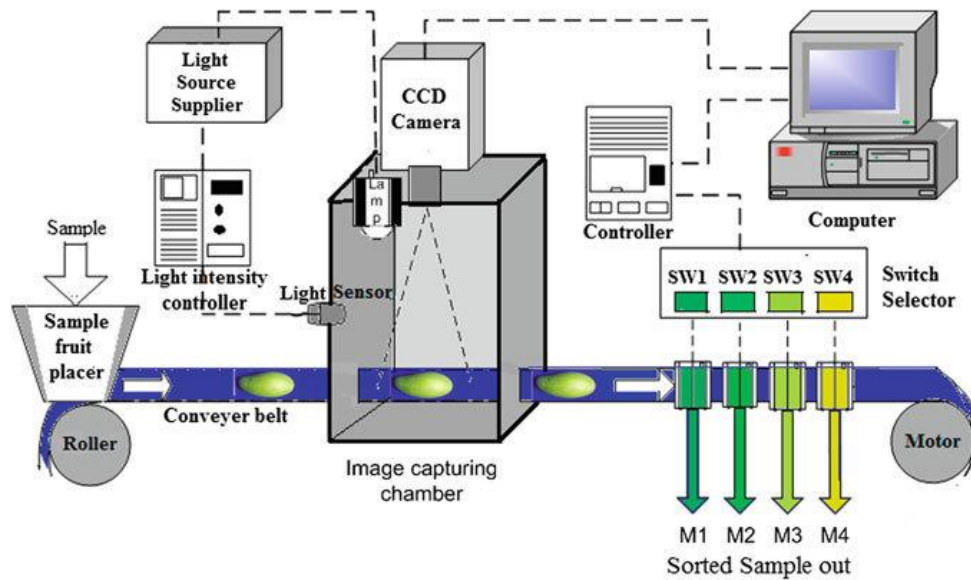 Light
Source
Supplier
CCD
Camera
La
m
p
Computer
Controller
Sample
Light intensity
controller
Light Sensor
SW1 SW2 SW3 SW4
Switch
Selector
Sample
fruit
placer
Conveyer belt
Roller
Motor
Image capturing
chamber
M1 M2 M3 M4
Sorted Sample out